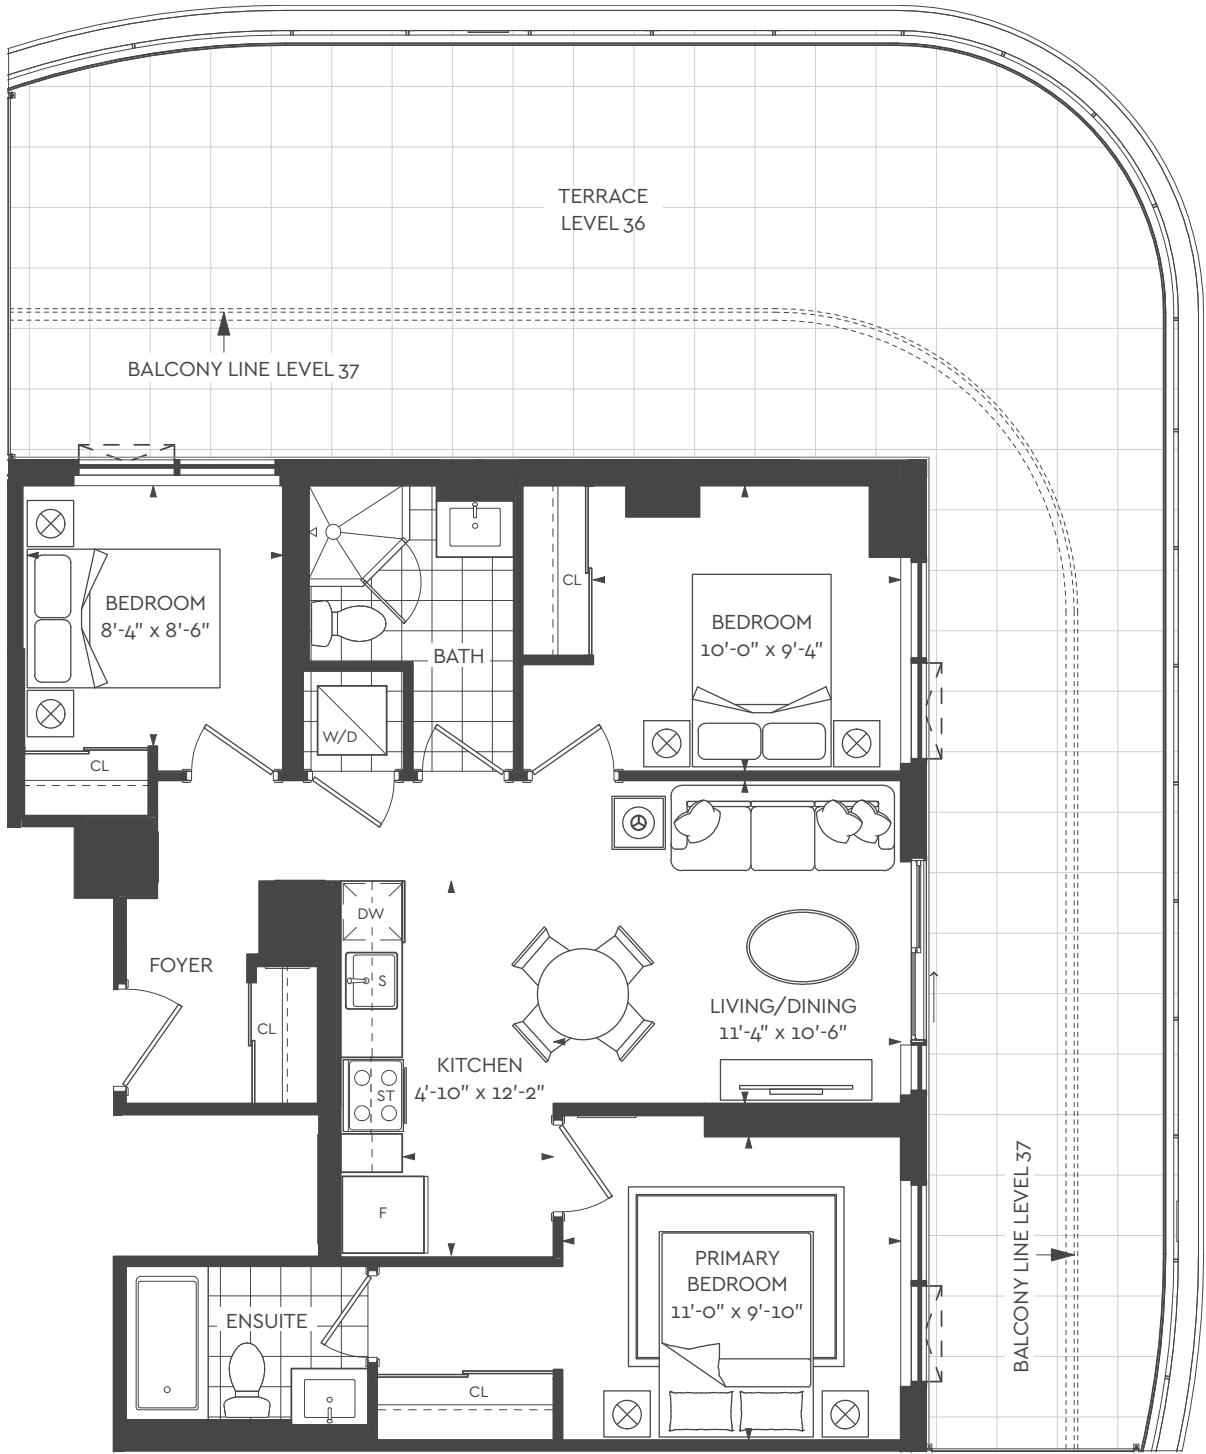 TERRACE
LEVEL 36
BALCONY LINE LEVEL 37
BEDROOM
8'-4" x 8'-6"
CL
BATH
W/D
CL
BEDROOM
10'-0" x 9'-4"
FOYER
CL
DW
S
ST
F
KITCHEN
4'-10" x 12'-2"
LIVING/DINING
11'-4" x 10'-6"
PRIMARY
BEDROOM
11'-0" x 9'-10"
ENSUITE
CL
BALCONY LINE LEVEL 37